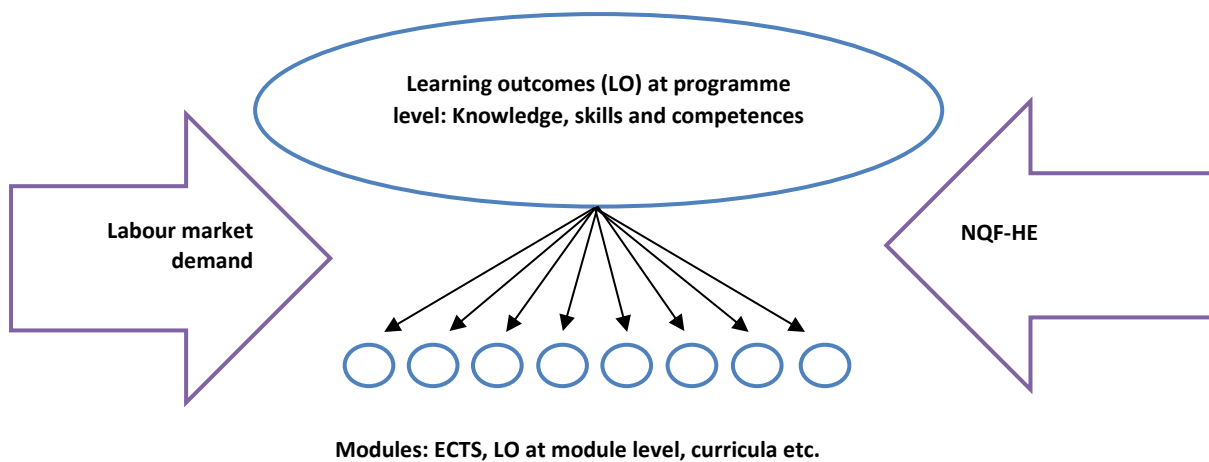 Learning outcomes (LO) at programme
level: Knowledge, skills and competences
Labour market
demand
NQF-HE
Modules: ECTS, LO at module level, curricula etc.